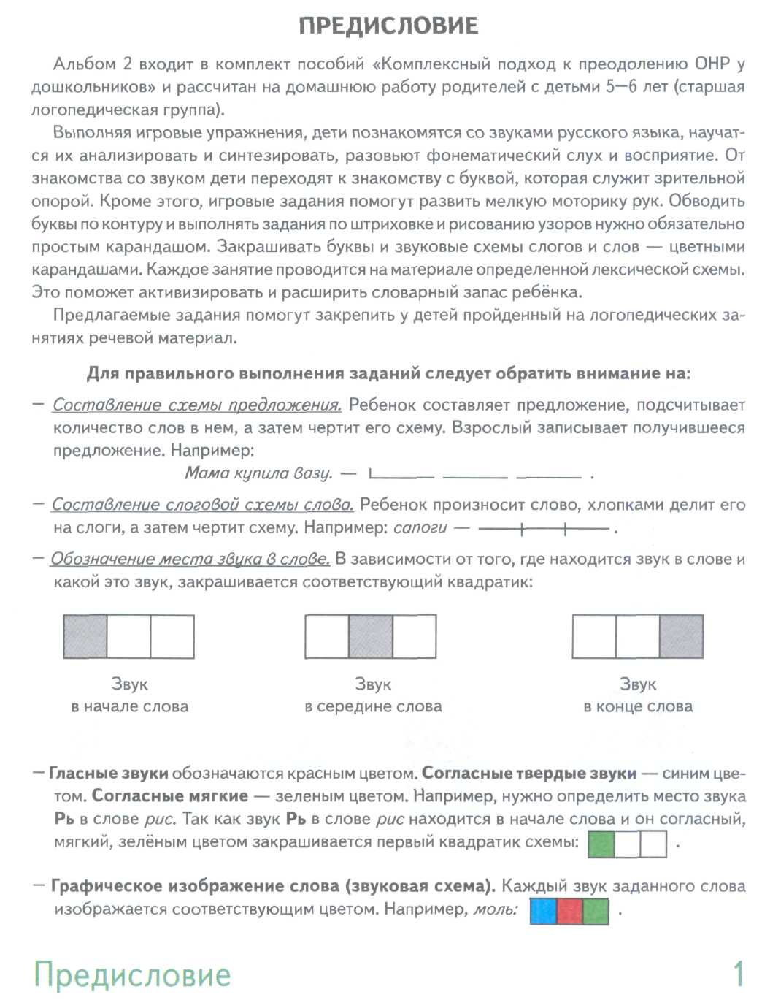 ПРЕДИСЛОВИЕ
Альбом 2 входит в комплект пособий «Комплексный подход к преодолению ОНР у
дошкольников» и рассчитан на домашнюю работу родителей с детьми 5—6 лет (старшая
логопедическая группа).
Выполняя игровые упражнения, дети познакомятся со звуками русского языка, научат-
ся их анализировать и синтезировать, разовьют фонематический слух и восприятие. От
знакомства со звуком дети переходят к знакомству с буквой, которая служит зрительной
опорой. Кроме этого, игровые задания помогут развить мелкую моторику рук. Обводить
буквы по контуру и выполнять задания по штриховке и рисованию узоров нужно обязательно
простым карандашом. Закрашивать буквы и звуковые схемы слогов и слов — цветными
карандашами. Каждое занятие проводится на материале определенной лексической схемы.
Это поможет активизировать и расширить словарный запас ребёнка.
Предлагаемые задания помогут закрепить у детей пройденный на логопедических за-
нятиях речевой материал.
Для правильного выполнения заданий следует обратить внимание на:
— Составление схемы предложения. Ребенок составляет предложение, подсчитывает
количество слов в нем, а затем чертит его схему. Взрослый записывает получившееся
предложение. Например:
Мама купила вазу. — .
— Составление слоговой схемы слова. Ребенок произносит слово, хлопками делит его
на слоги, а затем чертит схему. Например: сапоги — .
— Обозначение места звука в слове. В зависимости от того, где находится звук в слове и
какой это звук, закрашивается соответствующий квадратик:
Звук
в начале слова
Звук
в середине слова
Звук
в конце слова
— Гласные звуки обозначаются красным цветом. Согласные твердые звуки — синим цве-
том. Согласные мягкие — зеленым цветом. Например, нужно определить место звука
Рь в слове рис. Так как звук Рь в слове рис находится в начале слова и он согласный,
мягкий, зелёным цветом закрашивается первый квадратик схемы: .
— Графическое изображение слова (звуковая схема). Каждый звук заданного слова
изображается соответствующим цветом. Например, моль: .
Предисловие 1